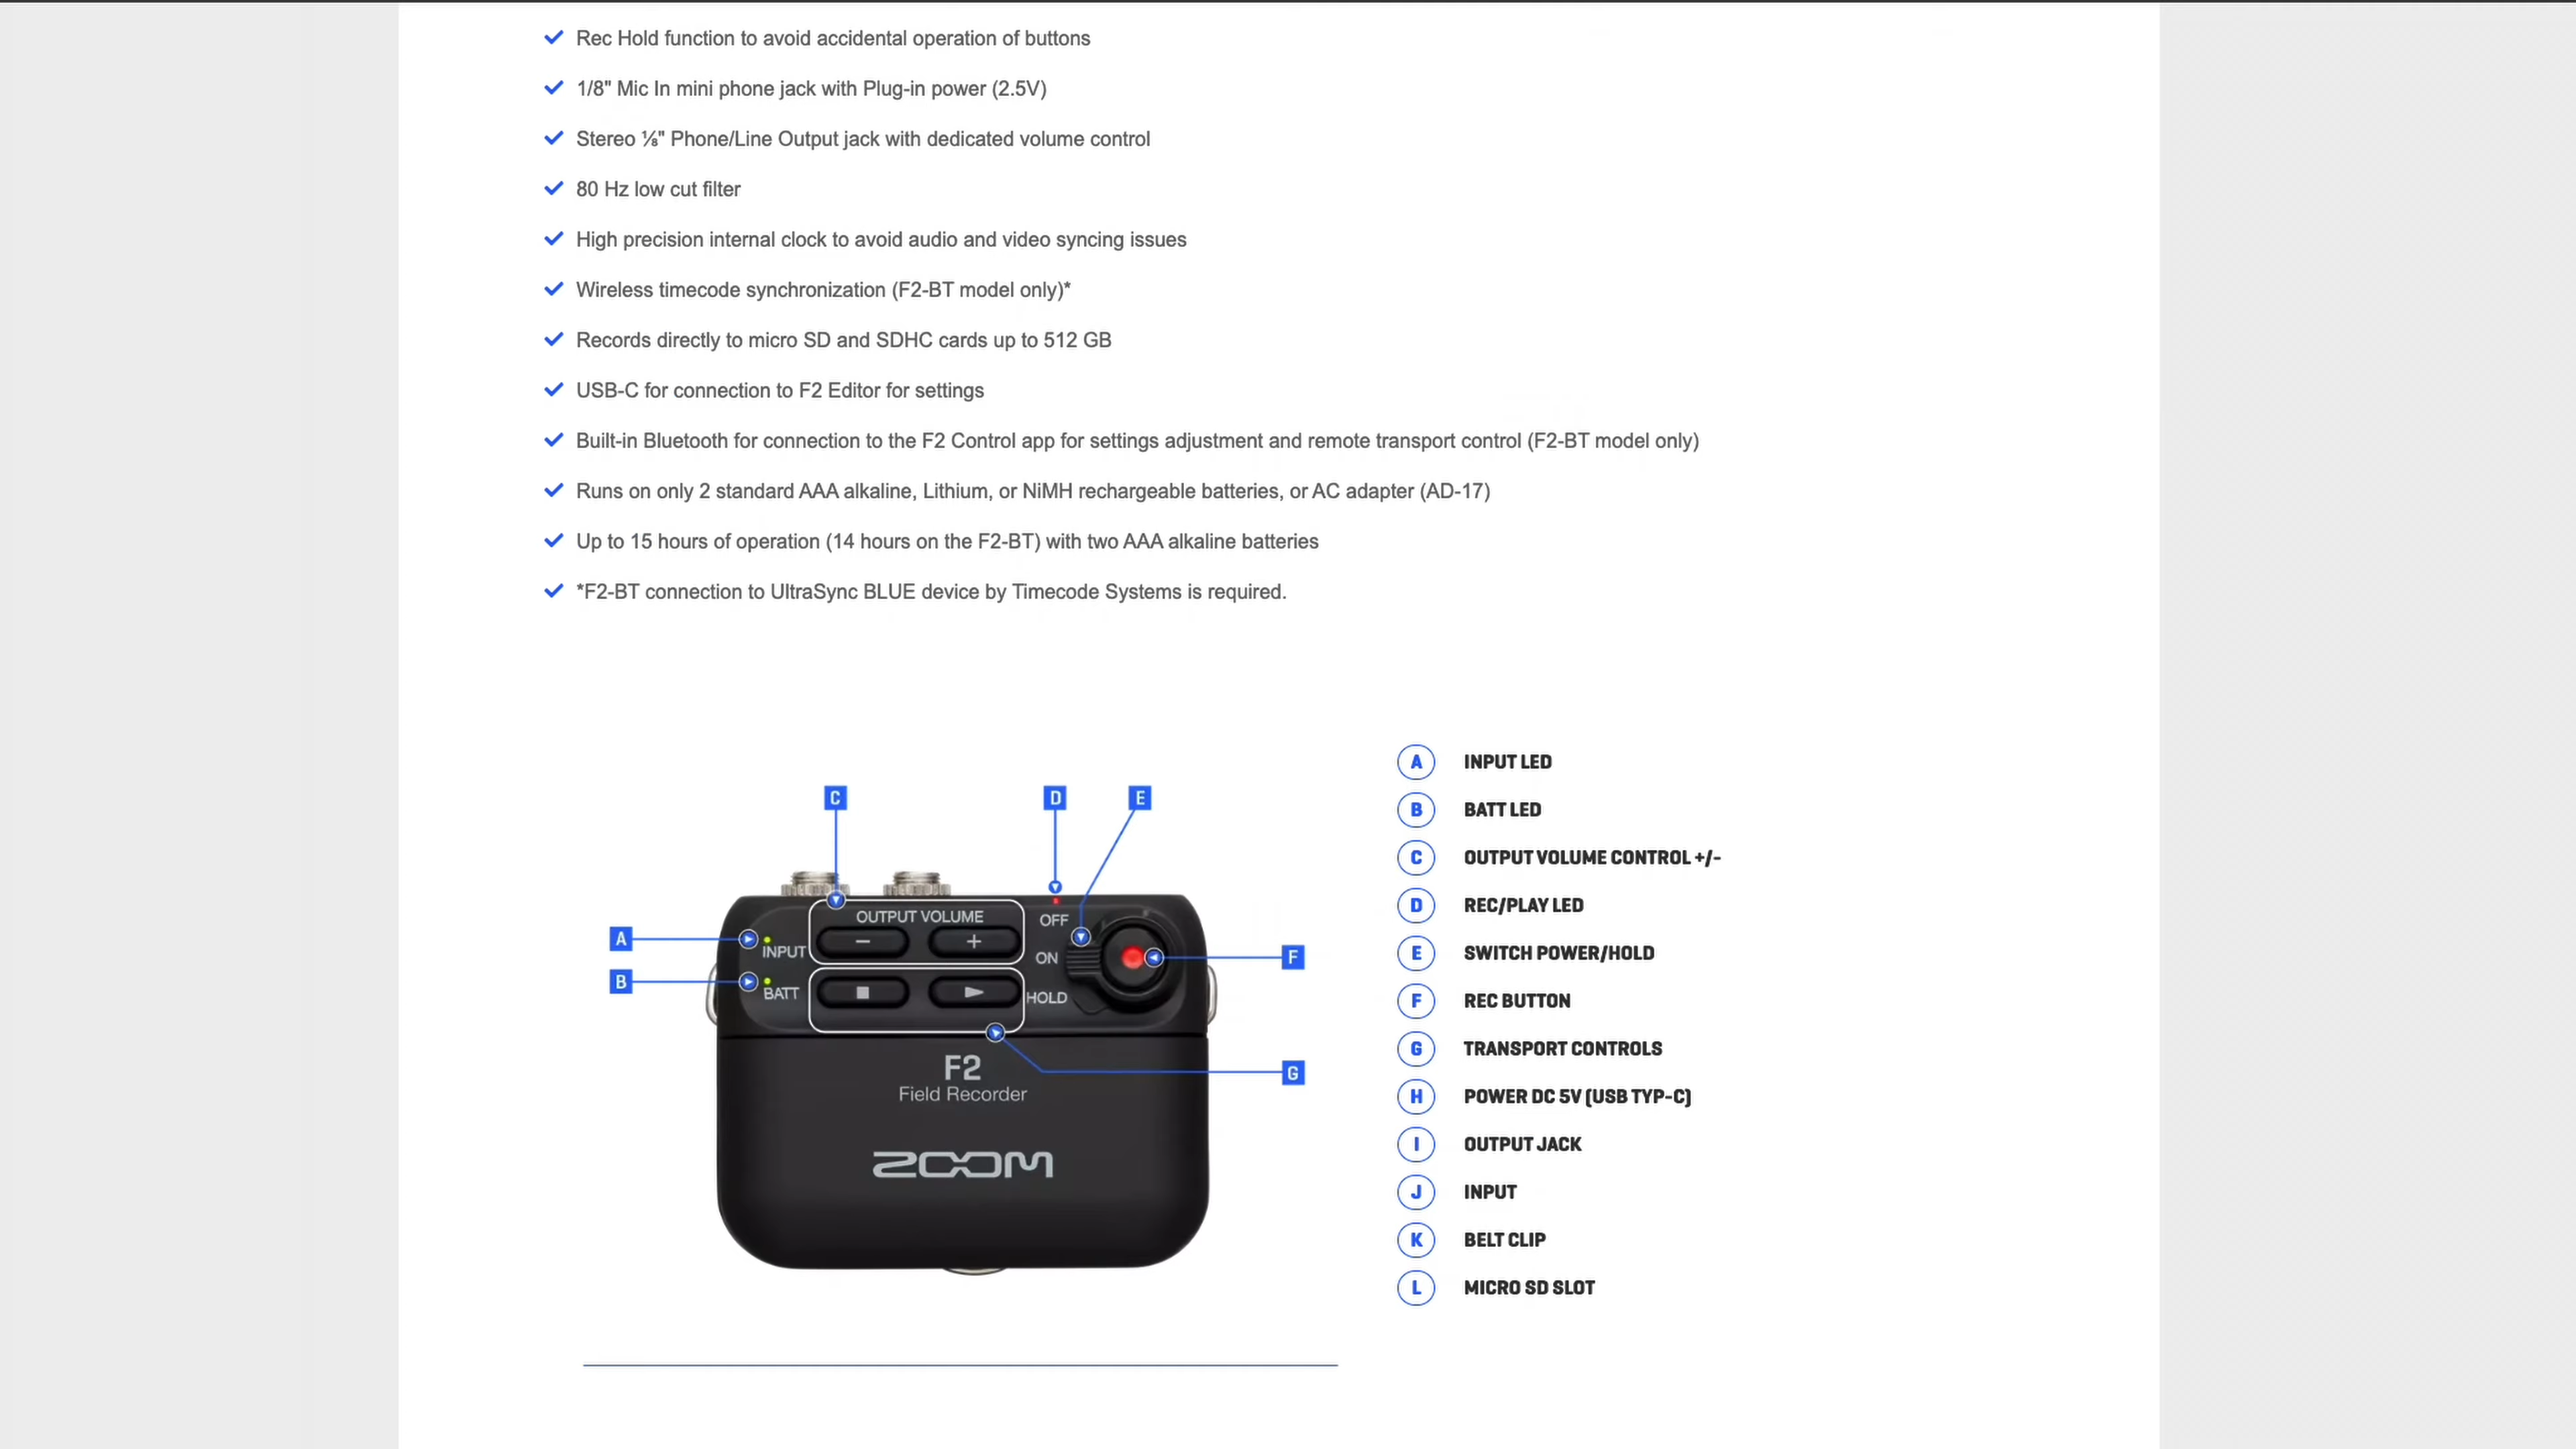 Rec Hold function to avoid accidental operation of buttons
1/8" Mic In mini phone jack with Plug-in power (2.5V)
Stereo ⅛" Phone/Line Output jack with dedicated volume control
80 Hz low cut filter
High precision internal clock to avoid audio and video syncing issues
Wireless timecode synchronization (F2-BT model only)*
Records directly to micro SD and SDHC cards up to 512 GB
USB-C for connection to F2 Editor for settings
Built-in Bluetooth for connection to the F2 Control app for settings adjustment and remote transport control (F2-BT model only)
Runs on only 2 standard AAA alkaline, Lithium, or NiMH rechargeable batteries, or AC adapter (AD-17)
Up to 15 hours of operation (14 hours on the F2-BT) with two AAA alkaline batteries
*F2-BT connection to UltraSync BLUE device by Timecode Systems is required.
C D E
OUTPUT VOLUME
OFF
A
INPUT
− +
ON
F
B
BATT
HOLD
F2
G
Field Recorder
ZOOM
A INPUT LED
B BATT LED
C OUTPUT VOLUME CONTROL +/-
D REC/PLAY LED
E SWITCH POWER/HOLD
F REC BUTTON
G TRANSPORT CONTROLS
H POWER DC 5V (USB TYP-C)
I OUTPUT JACK
J INPUT
K BELT CLIP
L MICRO SD SLOT